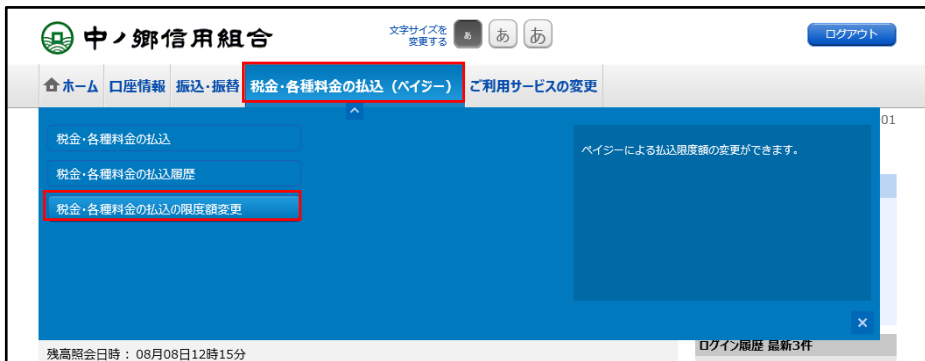 中ノ郷信用組合
文字サイズを
変更する
あ あ あ
ログアウト
ホーム 口座情報 振込・振替 税金・各種料金の払込（ペイジー） ご利用サービスの変更
01
税金・各種料金の払込
ペイジーによる払込限度額の変更ができます。
税金・各種料金の払込履歴
税金・各種料金の払込の限度額変更
残高照会日時： 08月08日12時15分
ログイン履歴 最新3件